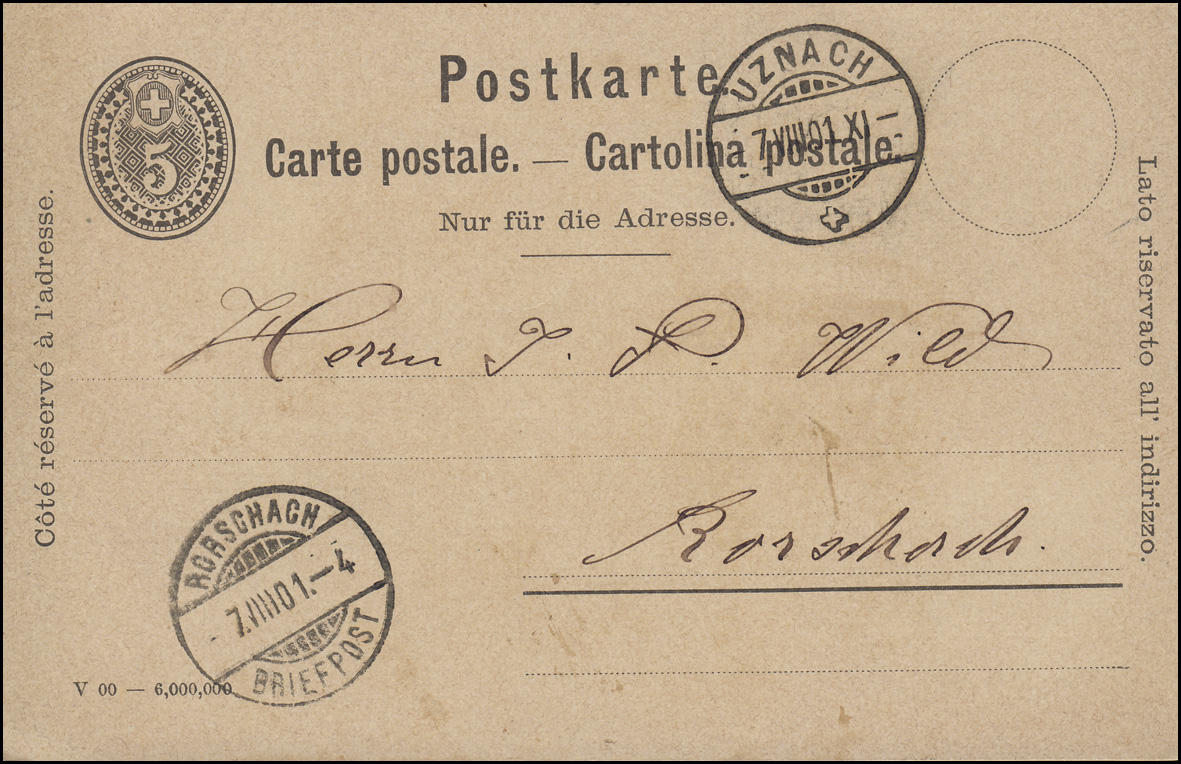 5
Postkarte.
Carte postale. — Cartolina postale.
Nur für die Adresse.
UZNACH
7.VIII 01.XI –
Côté réservé à l'adresse.
Lato riservato all' indirizzo.
Herrn J. P. Wild
Rorschach.
RORSCHACH
7.VIII 01.–4
BRIEFPOST
V 00 — 6,000,000